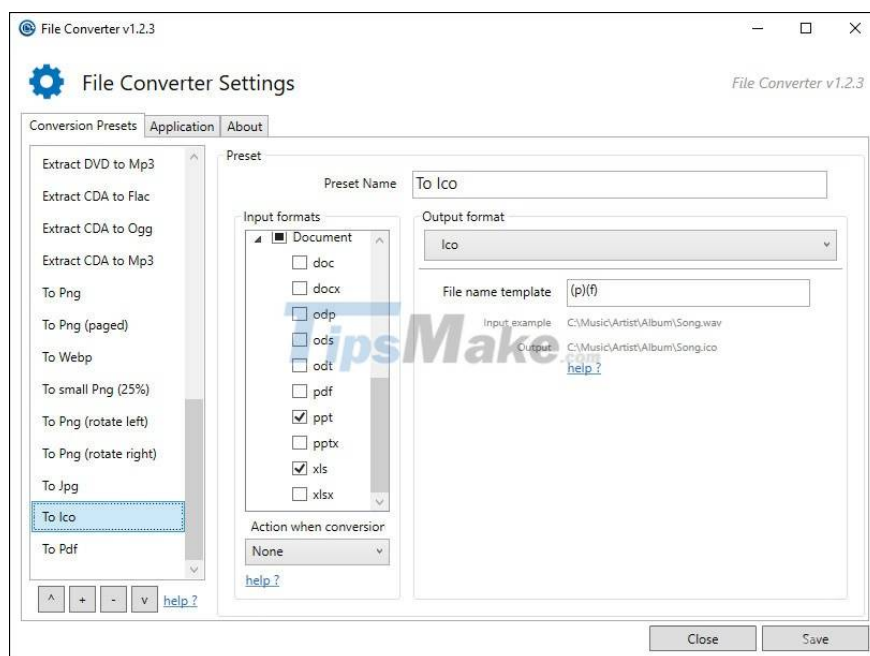 File Converter v1.2.3
File Converter Settings
File Converter v1.2.3
Conversion Presets
Application
About
Extract DVD to Mp3
Extract CDA to Flac
Extract CDA to Ogg
Extract CDA to Mp3
To Png
To Png (paged)
To Webp
To small Png (25%)
To Png (rotate left)
To Png (rotate right)
To Jpg
To Ico
To Pdf
^ + - v help ?
Preset
Preset Name To Ico
Input formats
Document
doc
docx
odp
ods
odt
pdf
ppt
pptx
xls
xlsx
Action when conversior
None
help ?
Output format
Ico
File name template (p)(f)
Input example C:\Music\Artist\Album\Song.wav
Output C:\Music\Artist\Album\Song.ico
help ?
TipsMake.com
Close
Save